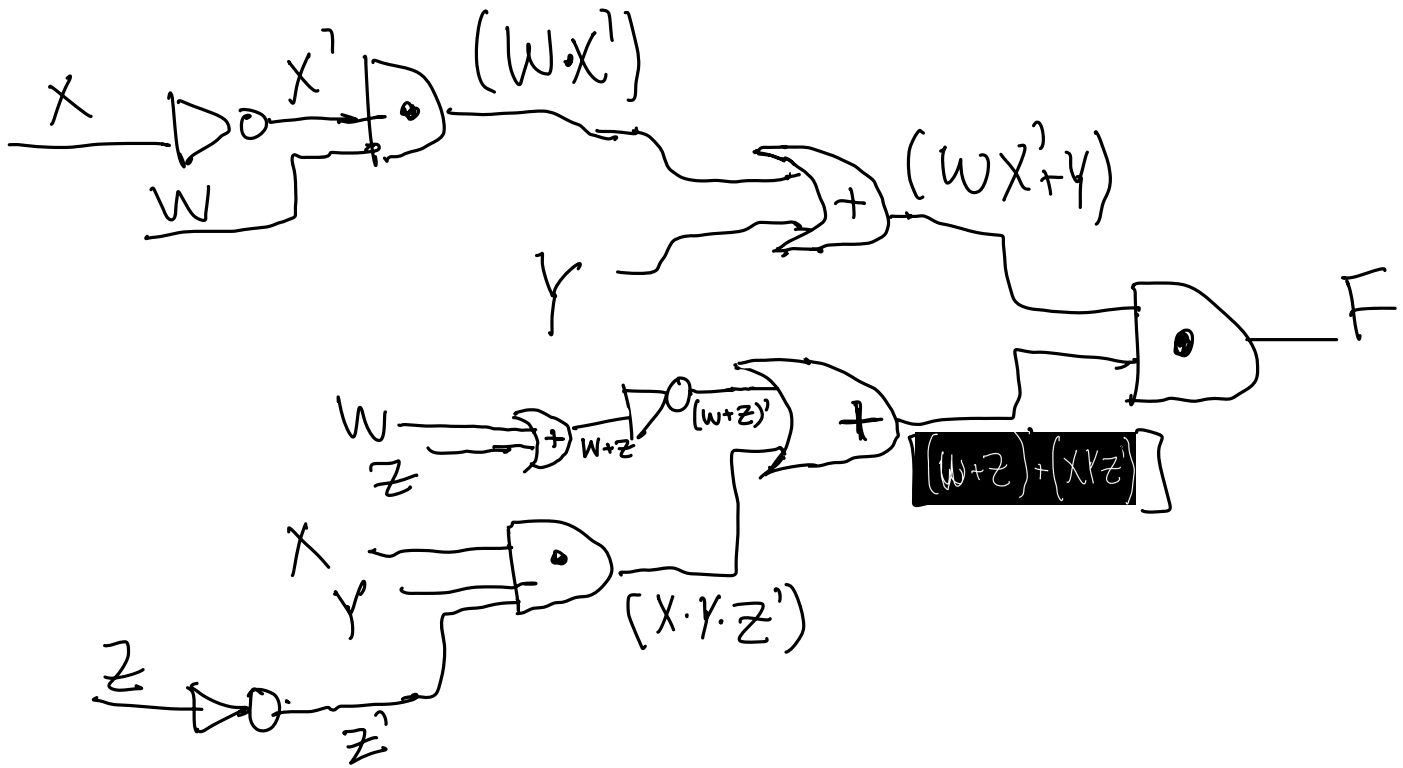 X
X'
(W·X')
W
(WX'+Y)
+
Y
F
W
Z
+
W+Z
(W+Z)'
+
[(W+Z)'+(XYZ')]
X
Y
(X·Y·Z')
Z
Z'